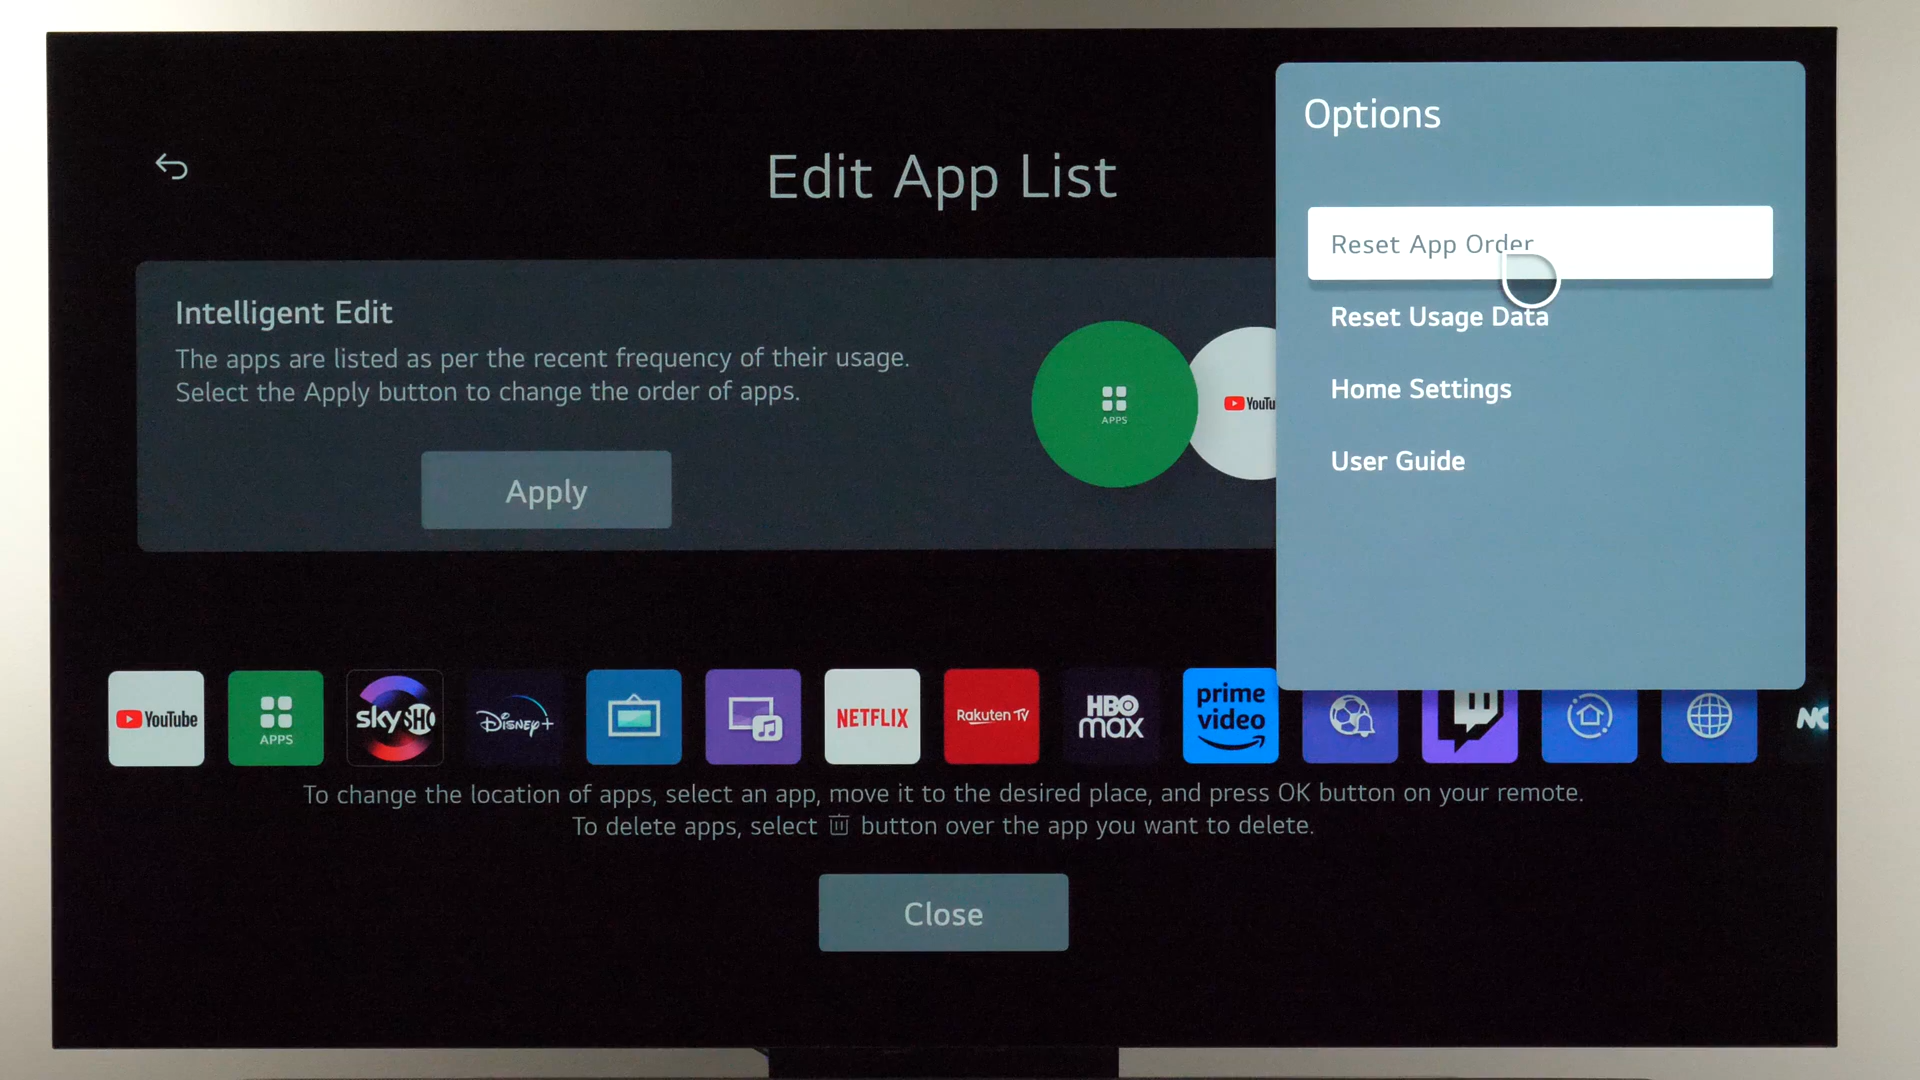 Options
Edit App List
Reset App Order
Reset Usage Data
Home Settings
User Guide
Intelligent Edit
The apps are listed as per the recent frequency of their usage.
Select the Apply button to change the order of apps.
Apply
APPS
YouTu
YouTube
APPS
sky SHO
Disney+
NETFLIX
Rakuten TV
HBO
max
prime
video
To change the location of apps, select an app, move it to the desired place, and press OK button on your remote.
To delete apps, select button over the app you want to delete.
Close